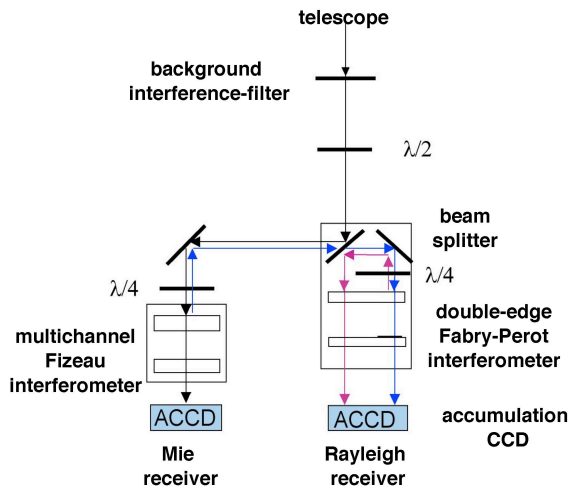 telescope
background
interference-filter
λ/2
beam
splitter
λ/4
λ/4
multichannel
Fizeau
interferometer
double-edge
Fabry-Perot
interferometer
ACCD
ACCD
accumulation
CCD
Mie
receiver
Rayleigh
receiver